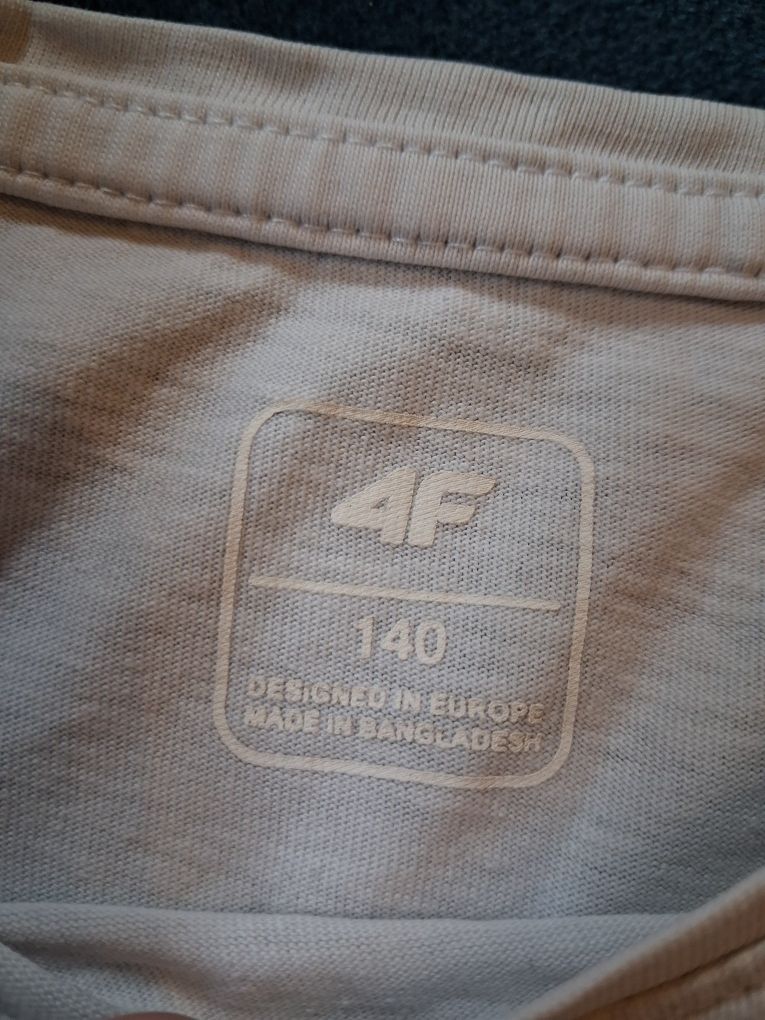 4F
140
DESIGNED IN EUROPE
MADE IN BANGLADESH